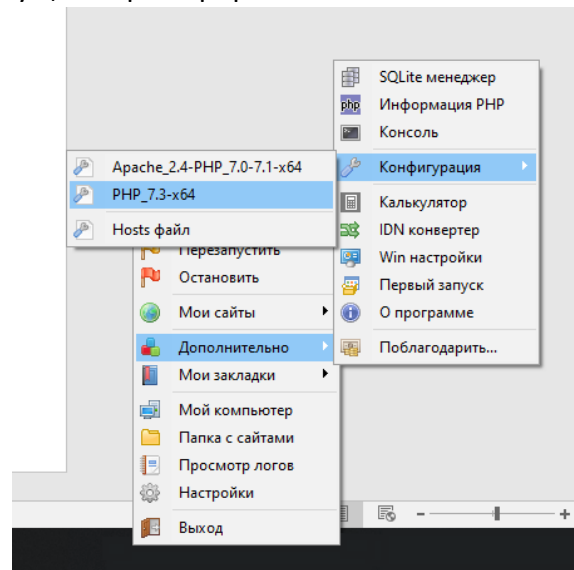 SQLite менеджер
php Информация PHP
Консоль
Конфигурация
Калькулятор
IDN конвертер
Win настройки
Первый запуск
О программе
Поблагодарить...
Apache_2.4-PHP_7.0-7.1-x64
PHP_7.3-x64
Hosts файл
Перезапустить
Остановить
Мои сайты
Дополнительно
Мои закладки
Мой компьютер
Папка с сайтами
Просмотр логов
Настройки
Выход